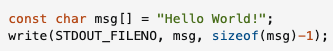 const char msg[] = "Hello World!";
write(STDOUT_FILENO, msg, sizeof(msg)-1);